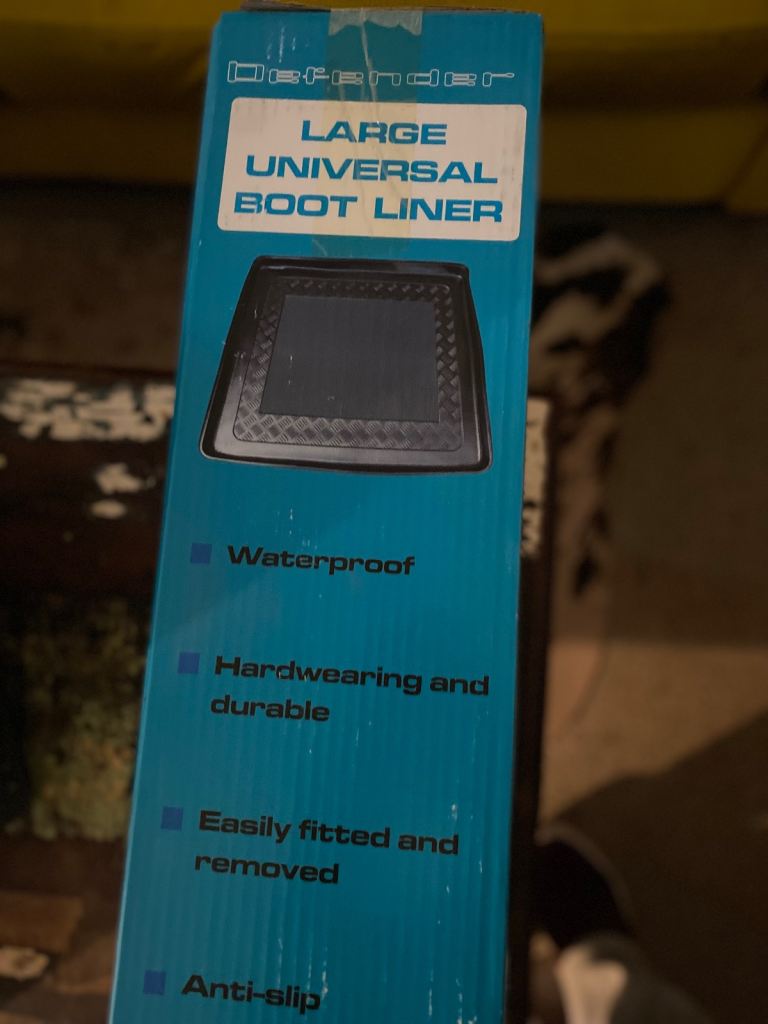 Defender
LARGE
UNIVERSAL
BOOT LINER
Waterproof
Hardwearing and
durable
Easily fitted and
removed
Anti-slip